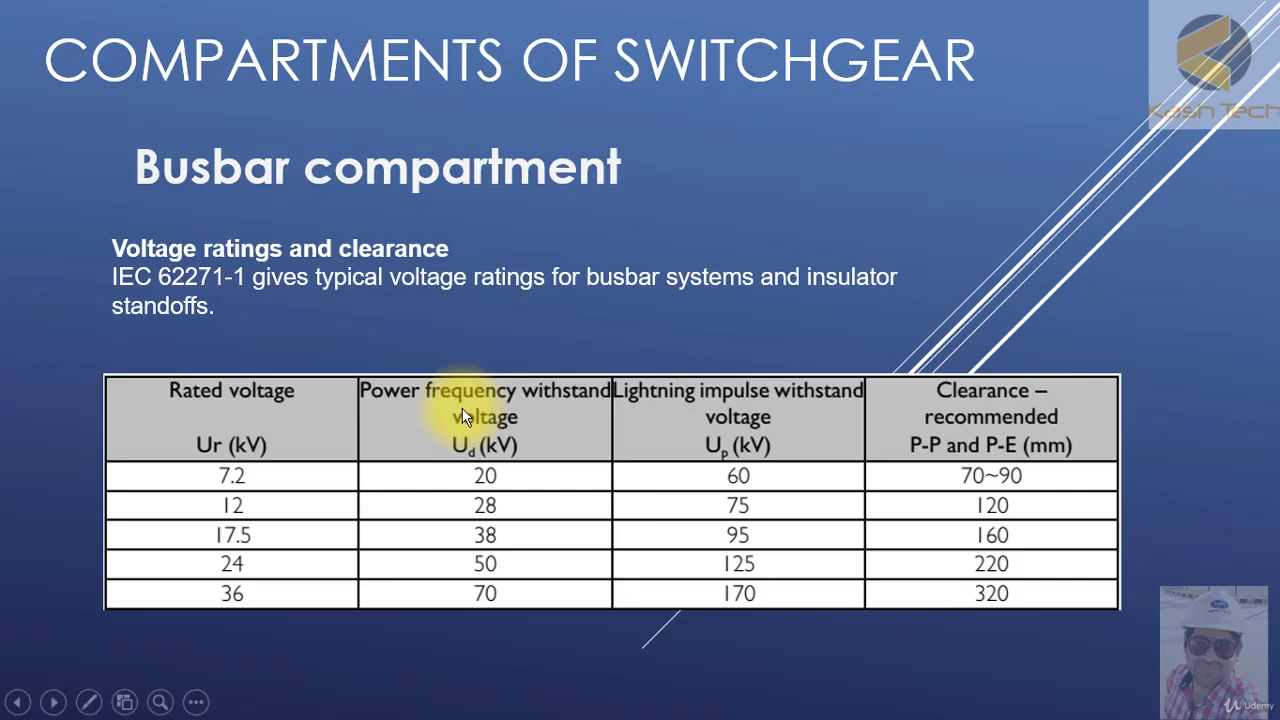 COMPARTMENTS OF SWITCHGEAR
Kash Tech
Busbar compartment
Voltage ratings and clearance
IEC 62271-1 gives typical voltage ratings for busbar systems and insulator
standoffs.
Rated voltage Power frequency withstand Lightning impulse withstand Clearance –
voltage voltage recommended
Ur (kV) Ud (kV) Up (kV) P-P and P-E (mm)
7.2 20 60 70~90
12 28 75 120
17.5 38 95 160
24 50 125 220
36 70 170 320
Udemy